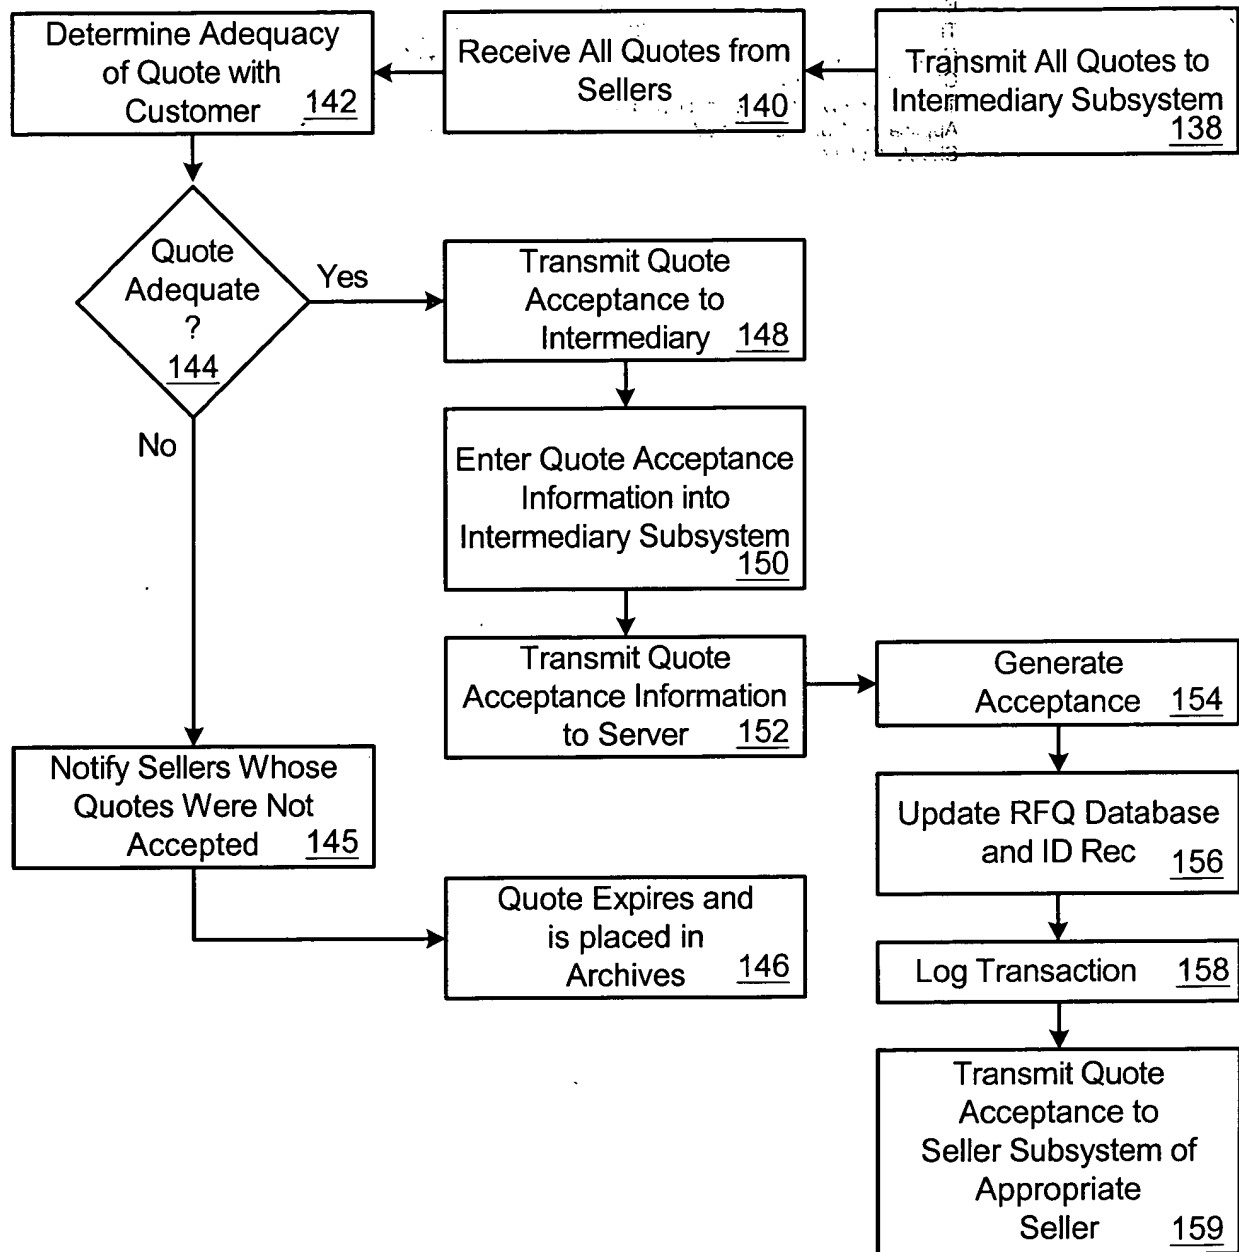 Determine Adequacy
of Quote with
Customer 142
Receive All Quotes from
Sellers
140
Transmit All Quotes to
Intermediary Subsystem
138
Quote
Adequate
?
144
Yes
No
Transmit Quote
Acceptance to
Intermediary 148
Enter Quote Acceptance
Information into
Intermediary Subsystem
150
Transmit Quote
Acceptance Information
to Server 152
Generate
Acceptance 154
Notify Sellers Whose
Quotes Were Not
Accepted 145
Update RFQ Database
and ID Rec 156
Quote Expires and
is placed in
Archives 146
Log Transaction 158
Transmit Quote
Acceptance to
Seller Subsystem of
Appropriate
Seller 159